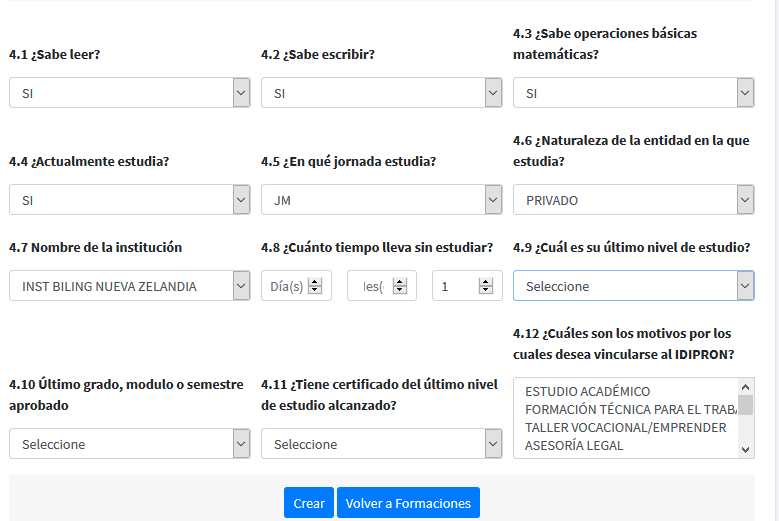 4.1 ¿Sabe leer?
4.2 ¿Sabe escribir?
4.3 ¿Sabe operaciones básicas
matemáticas?
SI
SI
SI
4.4 ¿Actualmente estudia?
4.5 ¿En qué jornada estudia?
4.6 ¿Naturaleza de la entidad en la que
estudia?
SI
JM
PRIVADO
4.7 Nombre de la institución
4.8 ¿Cuánto tiempo lleva sin estudiar?
4.9 ¿Cuál es su último nivel de estudio?
INST BILING NUEVA ZELANDIA
Día(s)
1
Seleccione
4.10 Último grado, modulo o semestre
aprobado
4.11 ¿Tiene certificado del último nivel
de estudio alcanzado?
4.12 ¿Cuáles son los motivos por los
cuales desea vincularse al IDIPRON?
Seleccione
Seleccione
ESTUDIO ACADÉMICO
FORMACIÓN TÉCNICA PARA EL TRABA
TALLER VOCACIONAL/EMPRENDER
ASESORÍA LEGAL
Crear
Volver a Formaciones